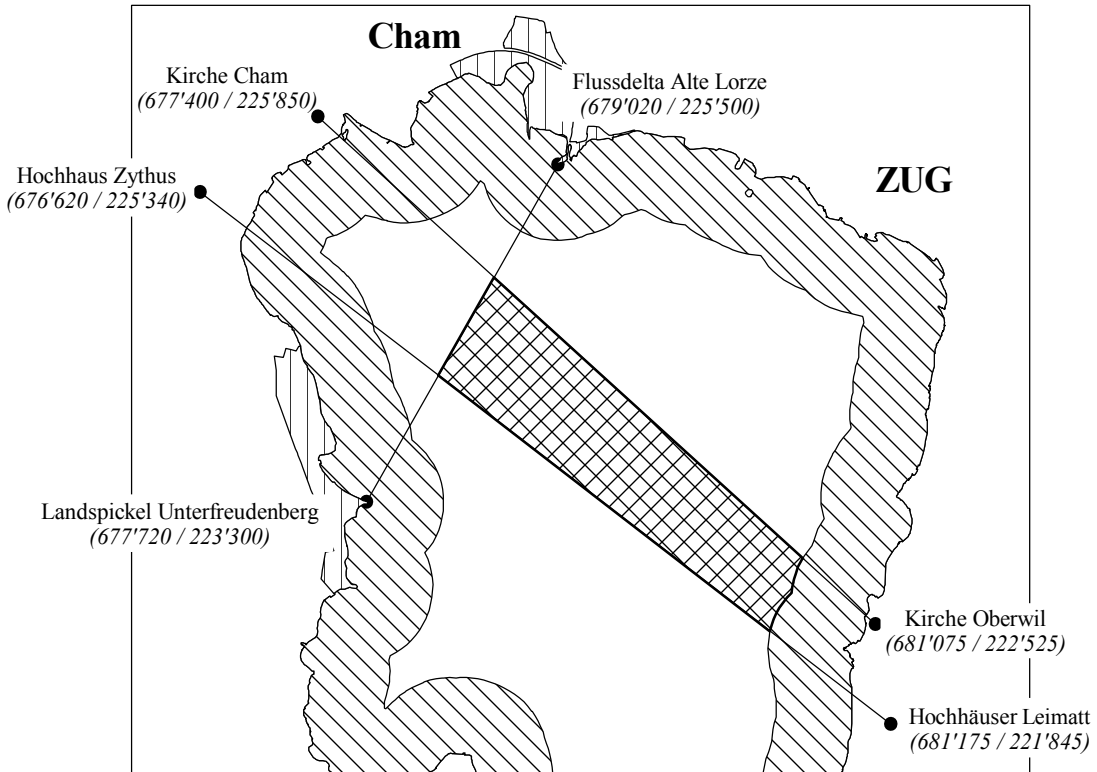 Cham
Kirche Cham
(677'400 / 225'850)
Flussdelta Alte Lorze
(679'020 / 225'500)
Hochhaus Zythus
(676'620 / 225'340)
ZUG
Landspickel Unterfreudenberg
(677'720 / 223'300)
Kirche Oberwil
(681'075 / 222'525)
Hochhäuser Leimatt
(681'175 / 221'845)